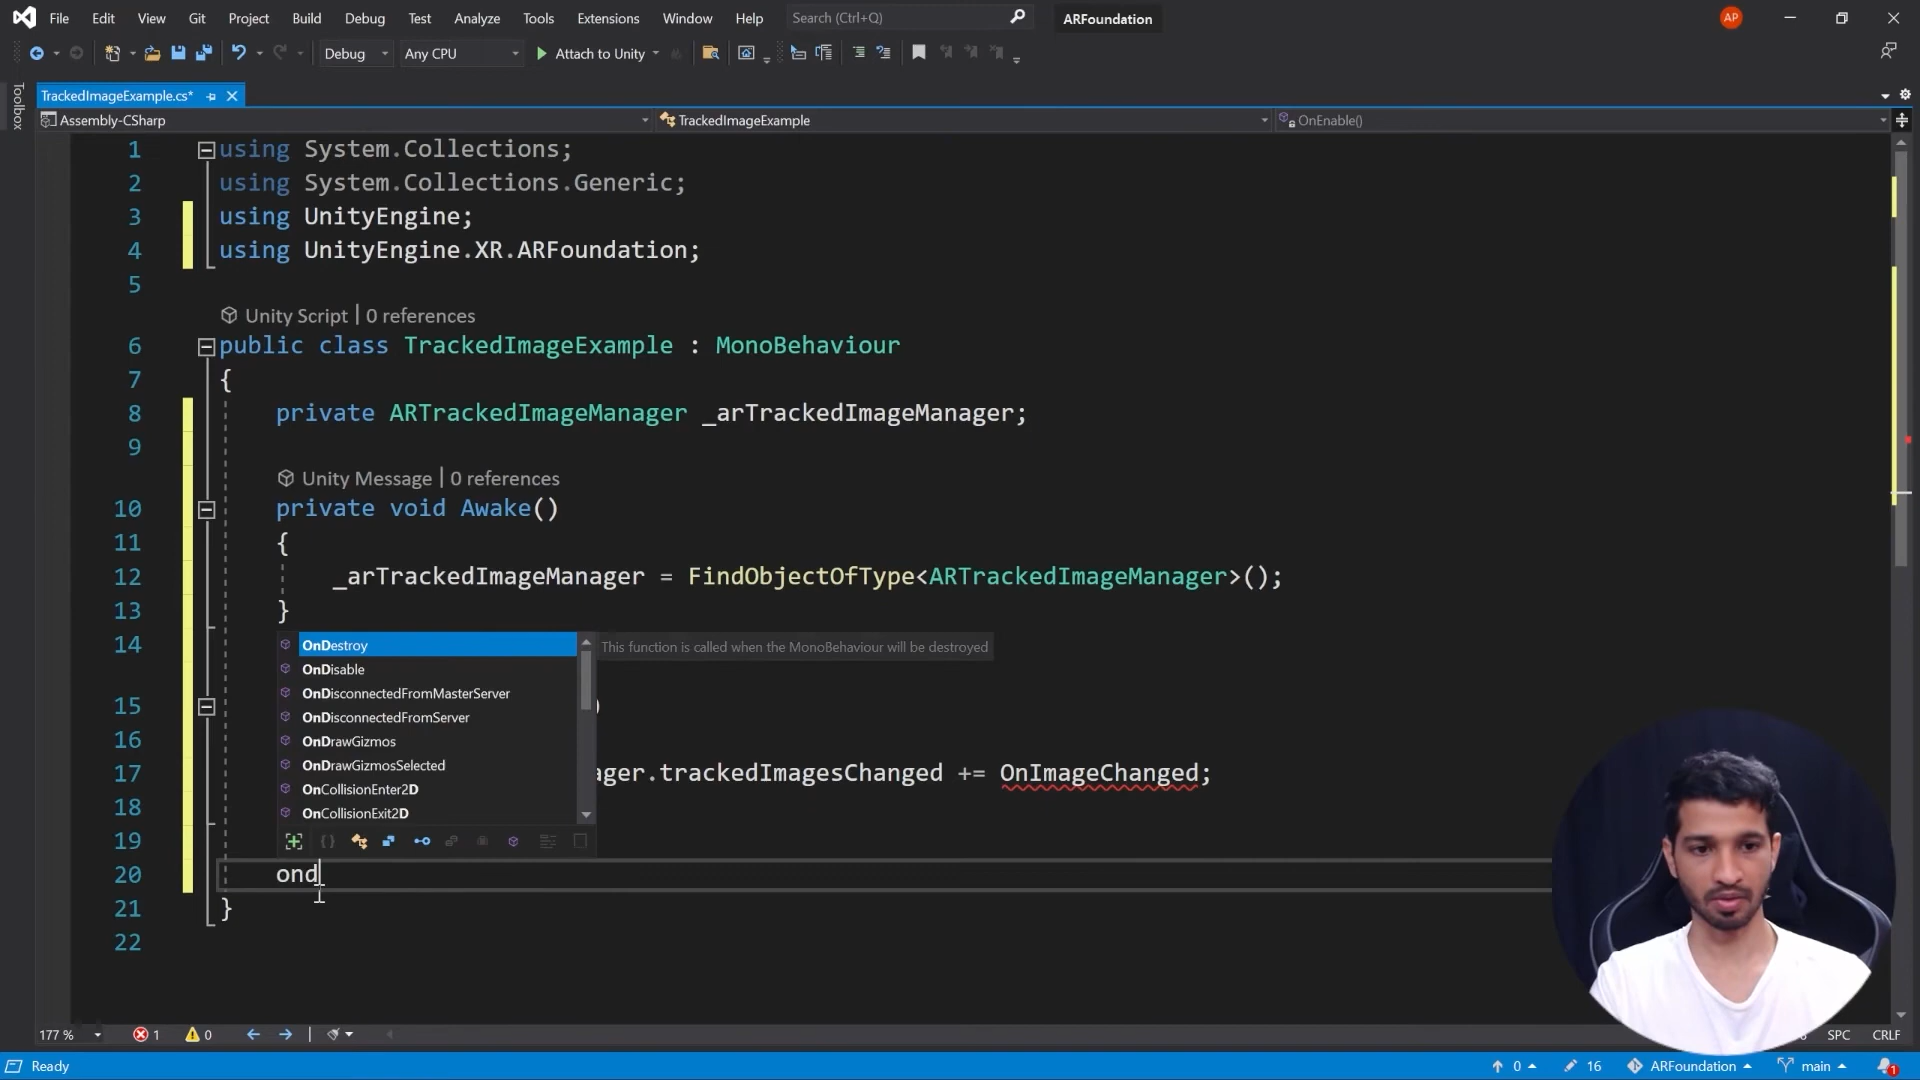 File Edit View Git Project Build Debug Test Analyze Tools Extensions Window Help Search (Ctrl+Q) ARFoundation AP
Debug Any CPU Attach to Unity
Toolbox
TrackedImageExample.cs*
Assembly-CSharp TrackedImageExample OnEnable()
1 using System.Collections;
2 using System.Collections.Generic;
3 using UnityEngine;
4 using UnityEngine.XR.ARFoundation;
5
Unity Script | 0 references
6 public class TrackedImageExample : MonoBehaviour
7 {
8 private ARTrackedImageManager _arTrackedImageManager;
9
Unity Message | 0 references
10 private void Awake()
11 {
12 _arTrackedImageManager = FindObjectOfType<ARTrackedImageManager>();
13 }
14
OnDestroy This function is called when the MonoBehaviour will be destroyed
OnDisable
OnDisconnectedFromMasterServer
15 )
OnDisconnectedFromServer
16 OnDrawGizmos
17 ager.trackedImagesChanged += OnImageChanged;
OnDrawGizmosSelected
OnCollisionEnter2D
18 OnCollisionExit2D
19
20 ond
21 }
22
177 % 1 0 SPC CRLF
Ready 0 16 ARFoundation main 1